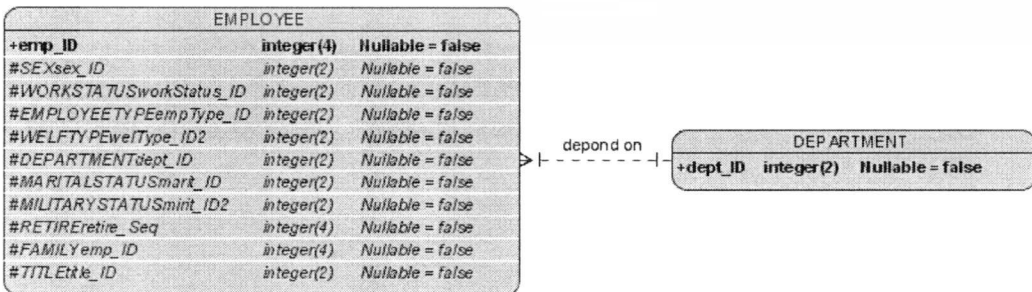 EMPLOYEE
+emp_ID integer(4) Nullable = false
#SEXsex_ID integer(2) Nullable = false
#WORKSTATUSworkStatus_ID integer(2) Nullable = false
#EMPLOYEETYPEempType_ID integer(2) Nullable = false
#WELFTYPEwelType_ID2 integer(2) Nullable = false
#DEPARTMENTdept_ID integer(2) Nullable = false
#MARITALSTATUSmarit_ID integer(2) Nullable = false
#MILITARYSTATUSmirit_ID2 integer(2) Nullable = false
#RETIREretire_Seq integer(4) Nullable = false
#FAMILYemp_ID integer(4) Nullable = false
#TITLEtitle_ID integer(2) Nullable = false
depond on
DEPARTMENT
+dept_ID integer(2) Nullable = false